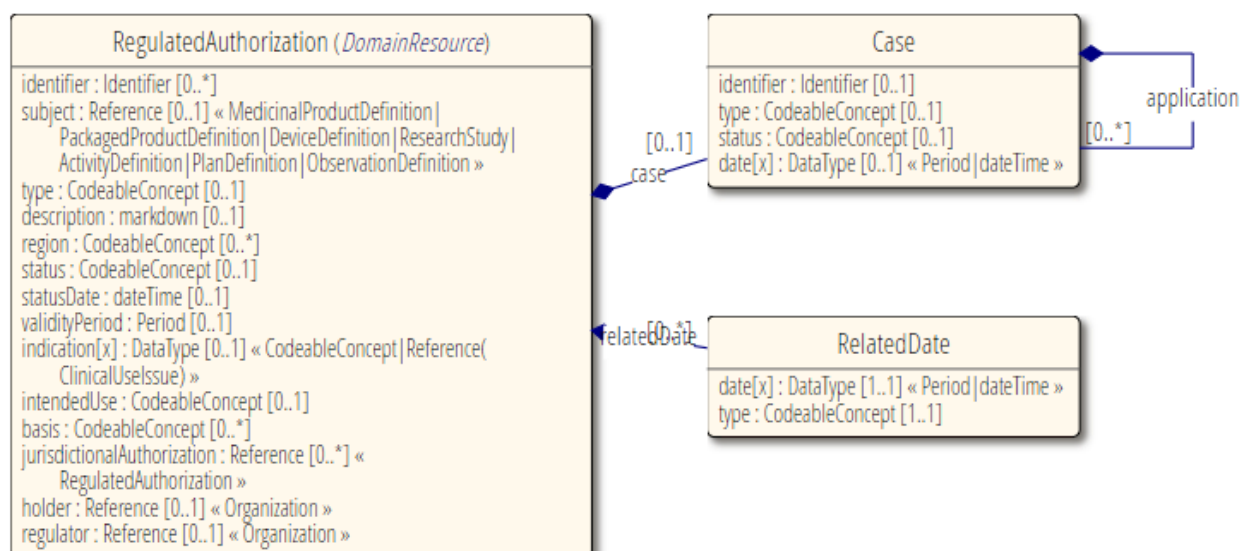 RegulatedAuthorization (DomainResource)
identifier : Identifier [0..*]
subject : Reference [0..1] « MedicinalProductDefinition|
PackagedProductDefinition|DeviceDefinition|ResearchStudy|
ActivityDefinition|PlanDefinition|ObservationDefinition »
type : CodeableConcept [0..1]
description : markdown [0..1]
region : CodeableConcept [0..*]
status : CodeableConcept [0..1]
statusDate : dateTime [0..1]
validityPeriod : Period [0..1]
indication[x] : DataType [0..1] « CodeableConcept|Reference(
ClinicalUseIssue) »
intendedUse : CodeableConcept [0..1]
basis : CodeableConcept [0..*]
jurisdictionalAuthorization : Reference [0..*] «
RegulatedAuthorization »
holder : Reference [0..1] « Organization »
regulator : Reference [0..1] « Organization »
[0..1]
case
Case
identifier : Identifier [0..1]
type : CodeableConcept [0..1]
status : CodeableConcept [0..1]
date[x] : DataType [0..1] « Period|dateTime »
application
[0..*]
relatedDate
[0..*]
RelatedDate
date[x] : DataType [1..1] « Period|dateTime »
type : CodeableConcept [1..1]